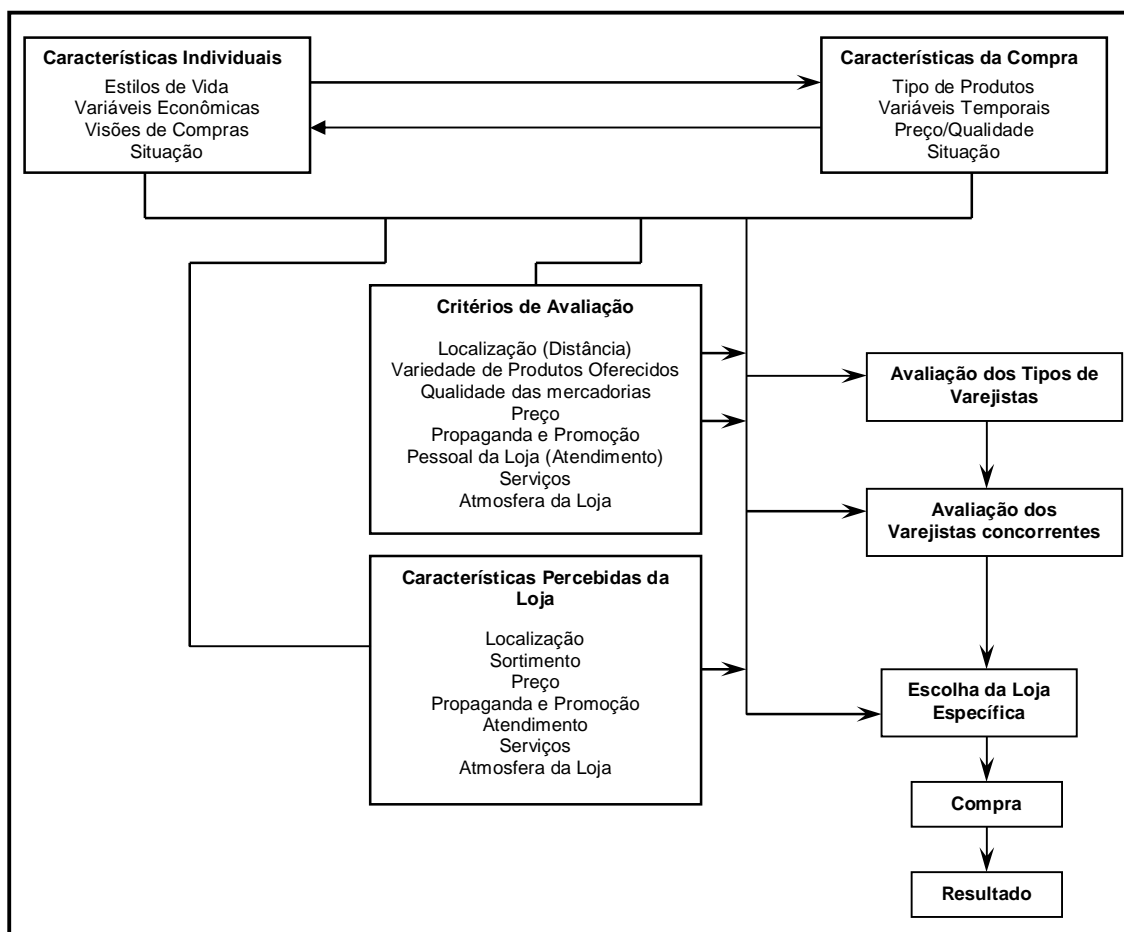 Características Individuais
Estilos de Vida
Variáveis Econômicas
Visões de Compras
Situação
Características da Compra
Tipo de Produtos
Variáveis Temporais
Preço/Qualidade
Situação
Critérios de Avaliação
Localização (Distância)
Variedade de Produtos Oferecidos
Qualidade das mercadorias
Preço
Propaganda e Promoção
Pessoal da Loja (Atendimento)
Serviços
Atmosfera da Loja
Características Percebidas da
Loja
Localização
Sortimento
Preço
Propaganda e Promoção
Atendimento
Serviços
Atmosfera da Loja
Avaliação dos Tipos de
Varejistas
Avaliação dos
Varejistas concorrentes
Escolha da Loja
Específica
Compra
Resultado